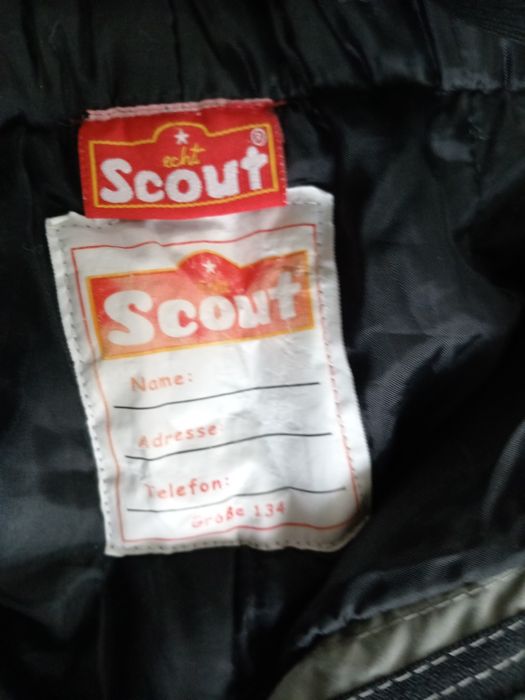 echt
Scout®
Scout
Name:
Adresse
Telefon:
Größe 134